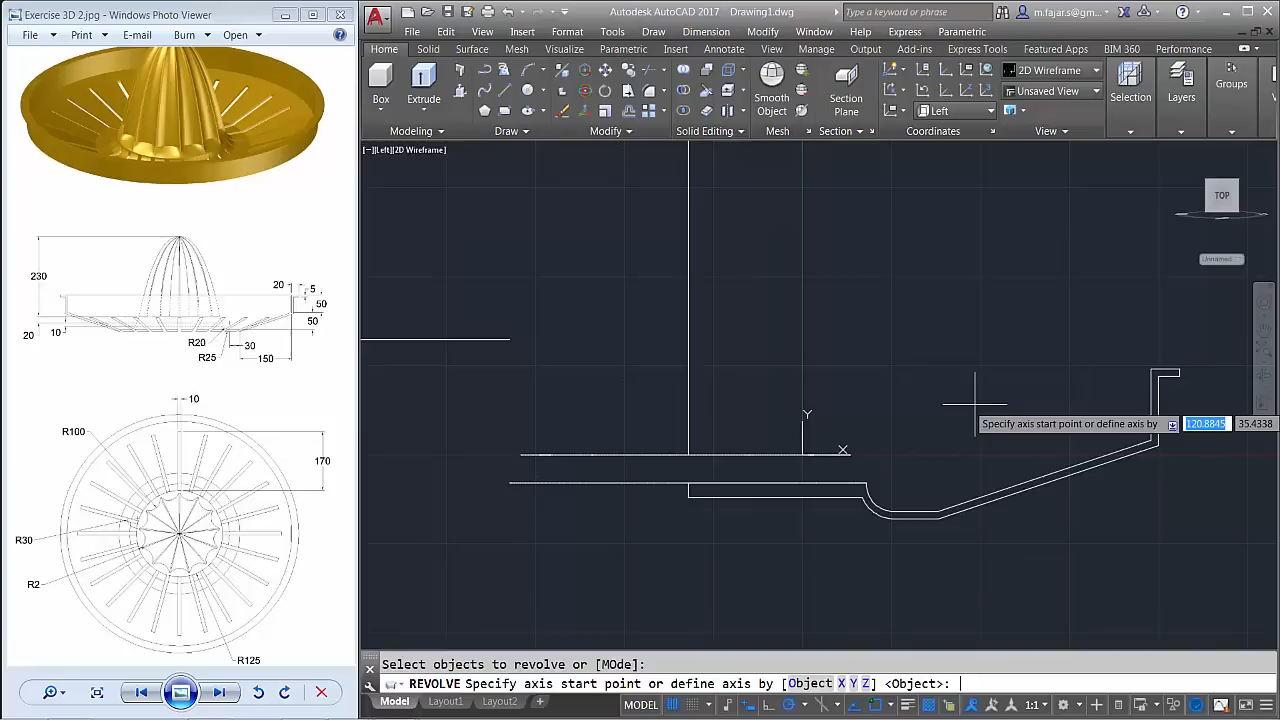 Exercise 3D 2.jpg - Windows Photo Viewer
File Print E-mail Burn Open
230
20 5
50
50
20 10
R20
R25
30
150
10
R100
170
R30
R2
R125
Autodesk AutoCAD 2017 Drawing1.dwg
Type a keyword or phrase
m.fajar.s@gm...
File Edit View Insert Format Tools Draw Dimension Modify Window Help Express Parametric
Home Solid Surface Mesh Visualize Parametric Insert Annotate View Manage Output Add-ins Express Tools Featured Apps BIM 360 Performance
Box
Extrude
Smooth
Object
Section
Plane
2D Wireframe
Unsaved View
Left
Selection
Layers
Groups
Modeling Draw Modify Solid Editing Mesh Section Coordinates View
[−][Left][2D Wireframe]
TOP
Unnamed
Y
X
Specify axis start point or define axis by 120.8845 35.4338
Select objects to revolve or [MOde]:
REVOLVE Specify axis start point or define axis by [Object X Y Z] <Object>:
Model Layout1 Layout2 +
MODEL
1:1